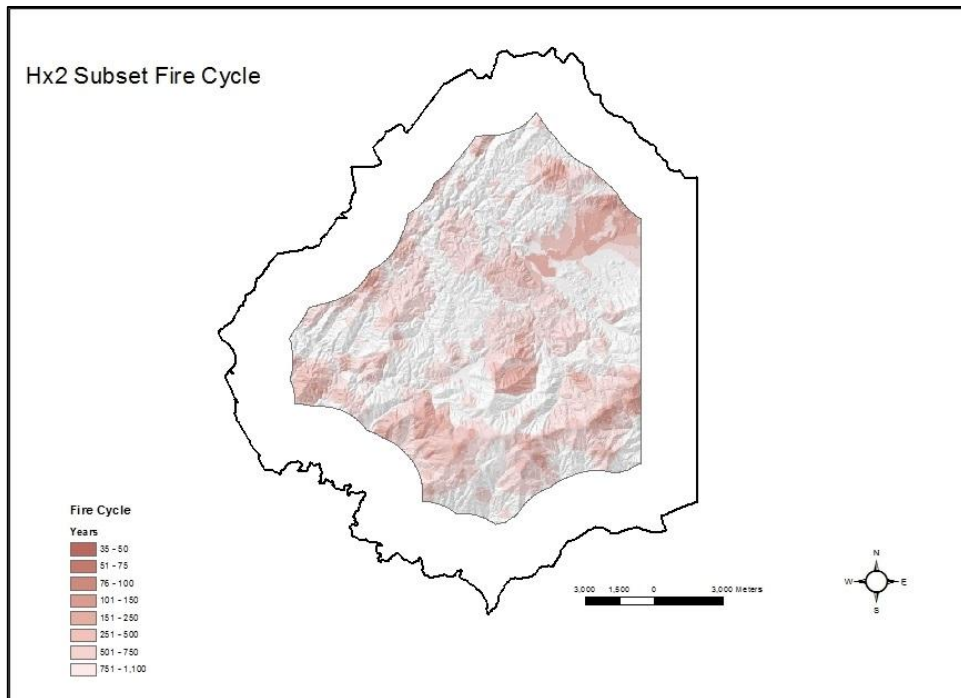 Hx2 Subset Fire Cycle
Fire Cycle
Years
35 - 50
51 - 75
76 - 100
101 - 150
151 - 250
251 - 500
501 - 750
751 - 1,100
3,000 1,500 0 3,000 Meters
N
W E
S